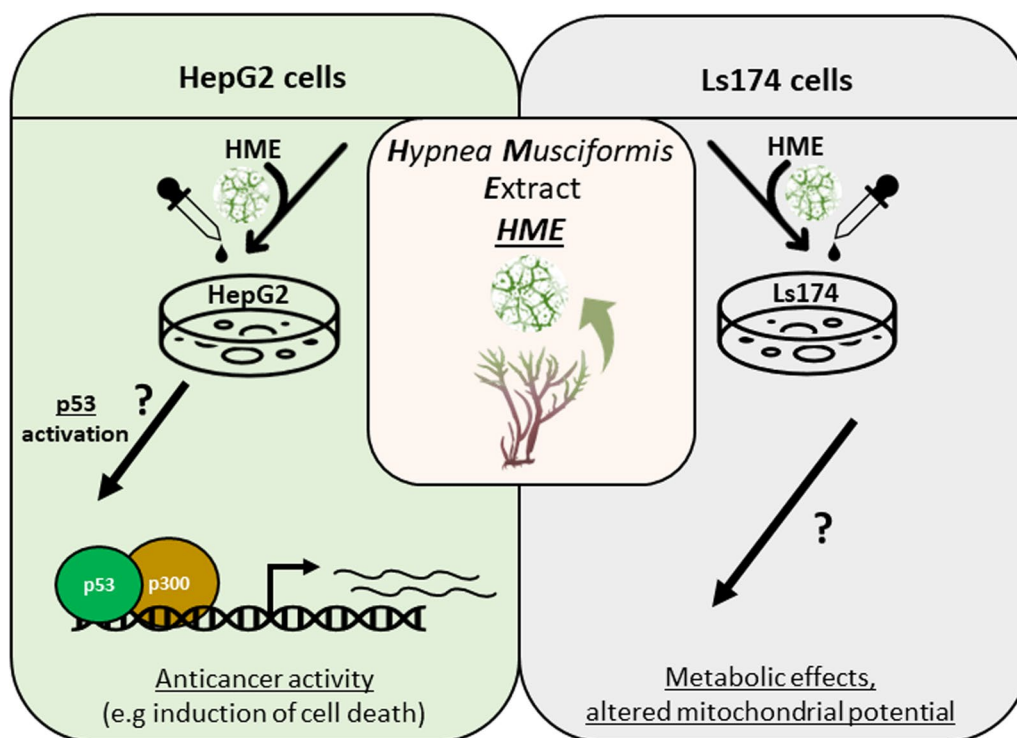 HepG2 cells
HME
HepG2
p53
activation
?
p53
p300
Anticancer activity
(e.g induction of cell death)
Hypnea Musciformis
Extract
HME
Ls174 cells
HME
Ls174
?
Metabolic effects,
altered mitochondrial potential